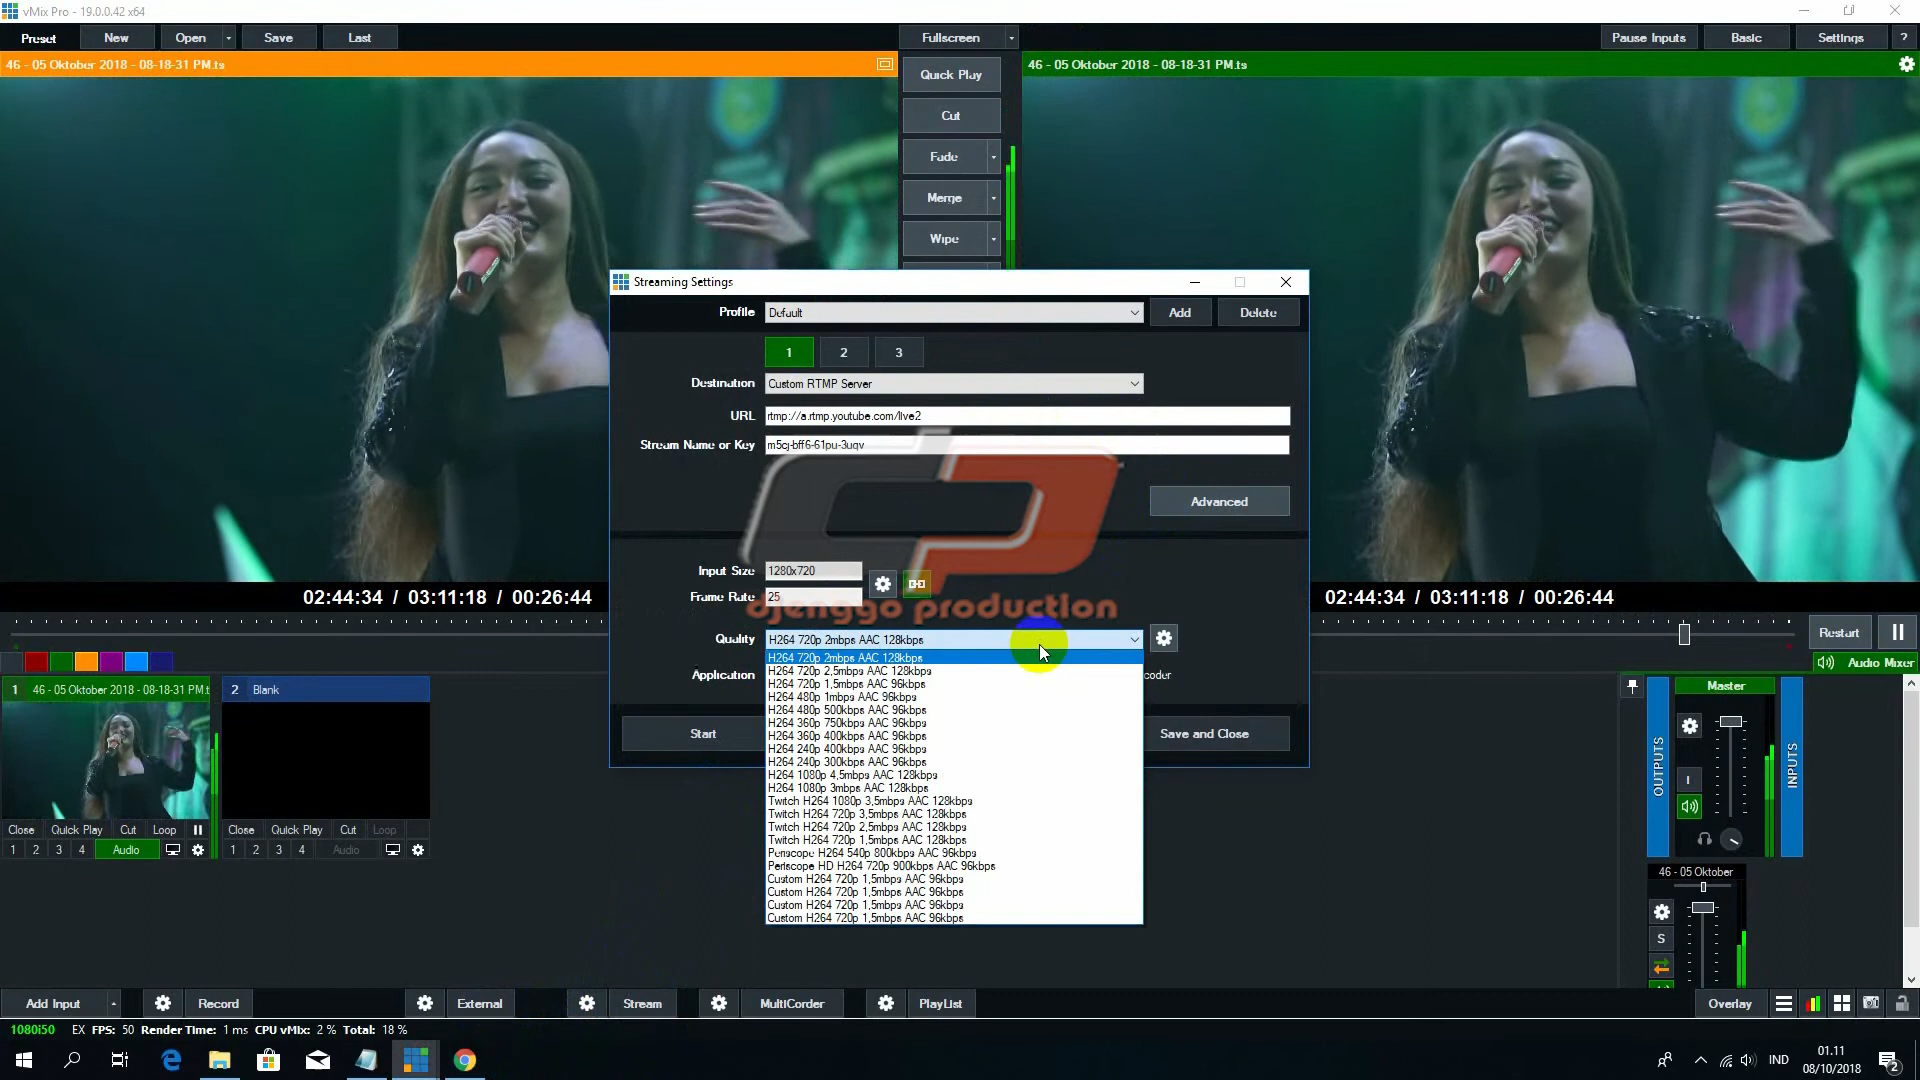 vMix Pro - 19.0.0.42 x64
Preset New Open Save Last Fullscreen Pause Inputs Basic Settings ?
46 - 05 Oktober 2018 - 08-18-31 PM.ts
46 - 05 Oktober 2018 - 08-18-31 PM.ts
Quick Play
Cut
Fade
Merge
Wipe
Streaming Settings
Profile Default Add Delete
1 2 3
Destination Custom RTMP Server
URL rtmp://a.rtmp.youtube.com/live2
Stream Name or Key m5cj-bff6-61pu-3uqv
Advanced
Input Size 1280x720
Frame Rate 25
djenggo production
Quality H264 720p 2mbps AAC 128kbps
H264 720p 2mbps AAC 128kbps
H264 720p 2,5mbps AAC 128kbps
H264 720p 1,5mbps AAC 96kbps
H264 480p 1mbps AAC 96kbps
H264 480p 500kbps AAC 96kbps
H264 360p 750kbps AAC 96kbps
H264 360p 400kbps AAC 96kbps
H264 240p 400kbps AAC 96kbps
H264 240p 300kbps AAC 96kbps
H264 1080p 4,5mbps AAC 128kbps
H264 1080p 3mbps AAC 128kbps
Twitch H264 1080p 3,5mbps AAC 128kbps
Twitch H264 720p 3,5mbps AAC 128kbps
Twitch H264 720p 2,5mbps AAC 128kbps
Twitch H264 720p 1,5mbps AAC 128kbps
Periscope H264 540p 800kbps AAC 96kbps
Periscope HD H264 720p 900kbps AAC 96kbps
Custom H264 720p 1,5mbps AAC 96kbps
Custom H264 720p 1,5mbps AAC 96kbps
Custom H264 720p 1,5mbps AAC 96kbps
Custom H264 720p 1,5mbps AAC 96kbps
Application coder
Start Save and Close
02:44:34 / 03:11:18 / 00:26:44
02:44:34 / 03:11:18 / 00:26:44
Restart
Audio Mixer
1 46 - 05 Oktober 2018 - 08-18-31 PM.t
2 Blank
Close Quick Play Cut Loop
1 2 3 4 Audio
Close Quick Play Cut Loop
1 2 3 4 Audio
OUTPUTS
Master
INPUTS
46 - 05 Oktober
S
Add Input Record External Stream MultiCorder PlayList Overlay
1080i50 EX FPS: 50 Render Time: 1 ms CPU vMix: 2 % Total: 18 %
IND
01.11
08/10/2018
2